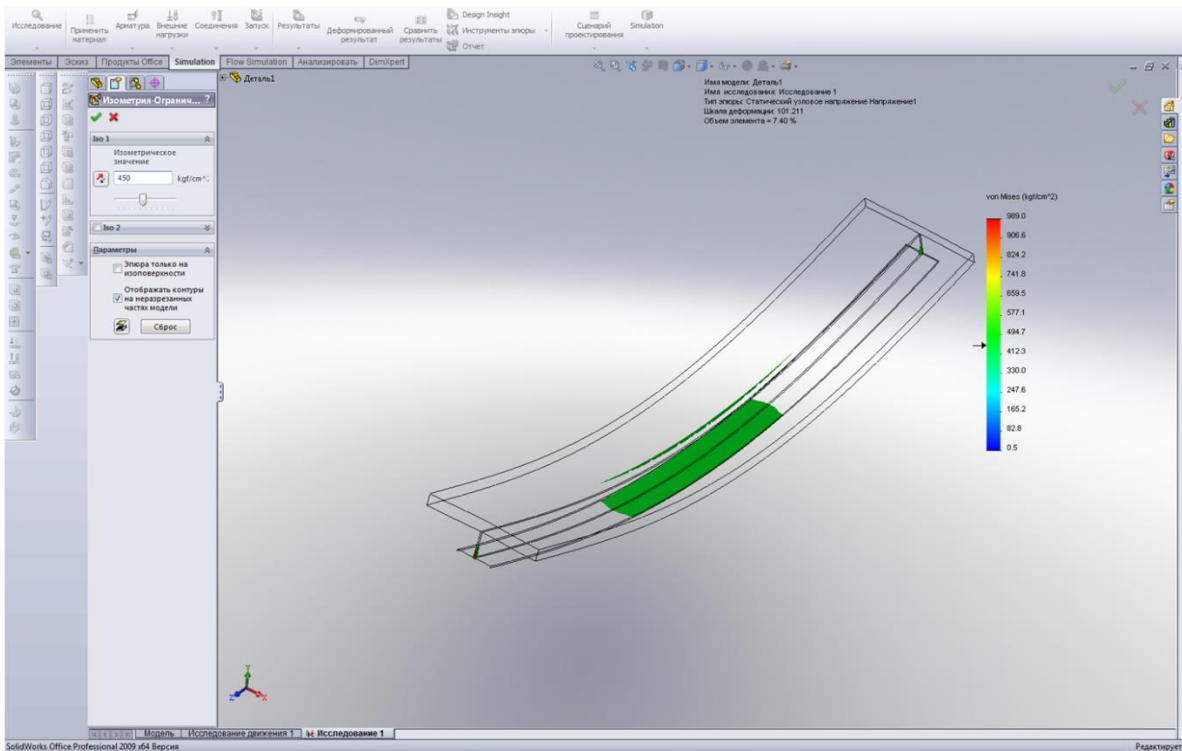 Исследование
Применить
материал
Арматура
Внешние
нагрузки
Соединения
Запуск
Результаты
Деформированный
результат
Сравнить
результаты
Design Insight
Инструменты эпюры
Отчет
Сценарий
проектирования
Simulation
Элементы
Эскиз
Продукты Office
Simulation
Flow Simulation
Анализировать
DimXpert
Деталь1
Изометрия-Огранич... ?
Iso 1
Изометрическое
значение
450
kgf/cm^2
Iso 2
Параметры
Эпюра только на
изоповерхности
Отображать контуры
на неразрезанных
частях модели
Сброс
Имя модели: Деталь1
Имя исследования: Исследование 1
Тип эпюры: Статический узловое напряжение Напряжение1
Шкала деформации: 101.211
Объем элемента = 7.40 %
von Mises (kgf/cm^2)
989.0
906.6
824.2
741.8
659.5
577.1
494.7
412.3
330.0
247.6
165.2
82.8
0.5
Y
Z
X
Модель
Исследование движения 1
Исследование 1
SolidWorks Office Professional 2009 x64 Версия
Редактирует